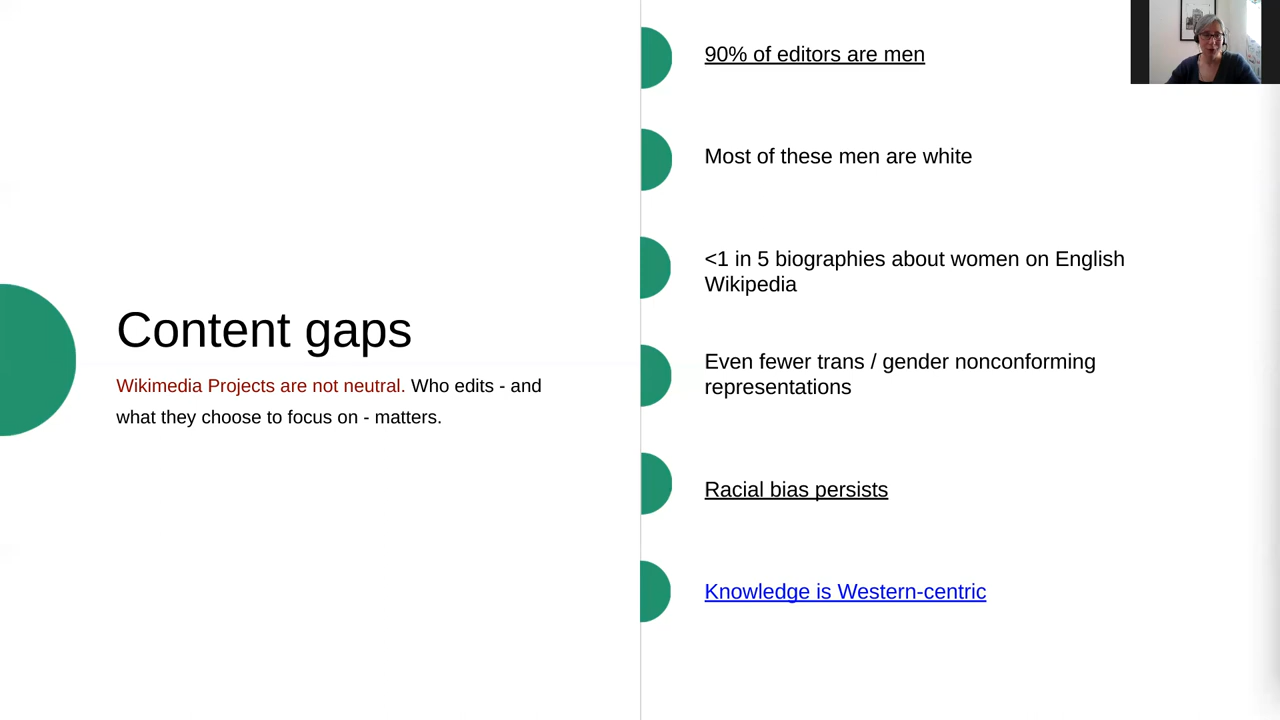 Content gaps
Wikimedia Projects are not neutral. Who edits - and
what they choose to focus on - matters.
90% of editors are men
Most of these men are white
<1 in 5 biographies about women on English
Wikipedia
Even fewer trans / gender nonconforming
representations
Racial bias persists
Knowledge is Western-centric